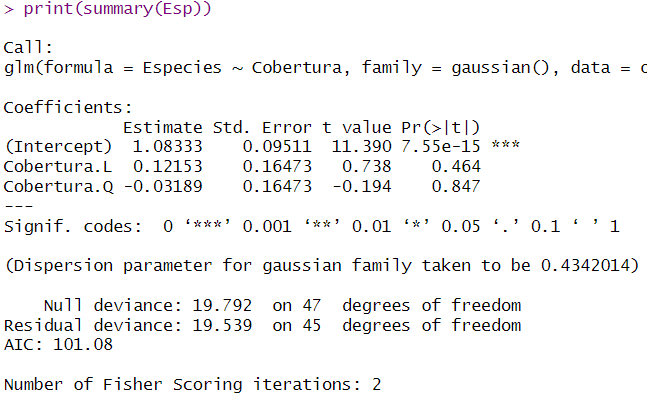 > print(summary(Esp))
Call:
glm(formula = Especies ~ Cobertura, family = gaussian(), data =
Coefficients:
Estimate Std. Error t value Pr(>|t|)
(Intercept) 1.08333 0.09511 11.390 7.55e-15 ***
Cobertura.L 0.12153 0.16473 0.738 0.464
Cobertura.Q -0.03189 0.16473 -0.194 0.847
---
Signif. codes: 0 ‘***’ 0.001 ‘**’ 0.01 ‘*’ 0.05 ‘.’ 0.1 ‘ ’ 1
(Dispersion parameter for gaussian family taken to be 0.4342014)
Null deviance: 19.792 on 47 degrees of freedom
Residual deviance: 19.539 on 45 degrees of freedom
AIC: 101.08
Number of Fisher Scoring iterations: 2